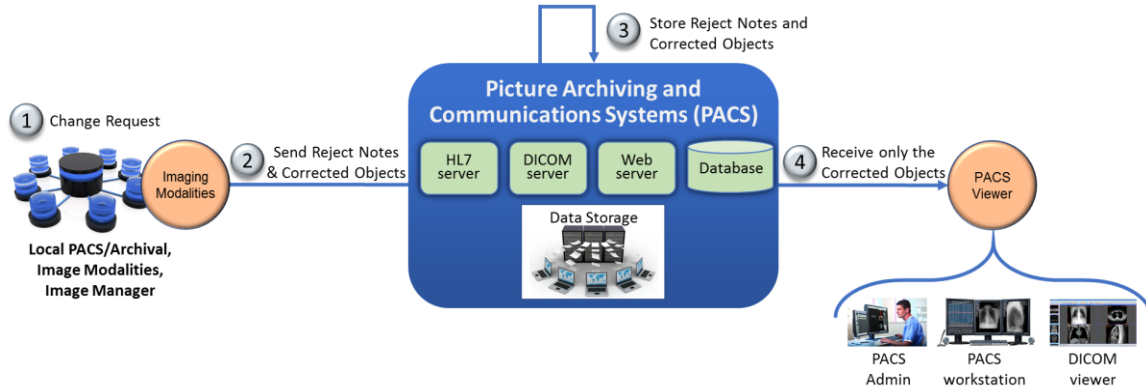 3
Store Reject Notes and
Corrected Objects
Picture Archiving and
Communications Systems (PACS)
1
Change Request
2
Send Reject Notes
& Corrected Objects
Imaging
Modalities
HL7
server
DICOM
server
Web
server
Database
4
Receive only the
Corrected Objects
PACS
Viewer
Data Storage
Local PACS/Archival,
Image Modalities,
Image Manager
PACS
Admin
PACS
workstation
DICOM
viewer